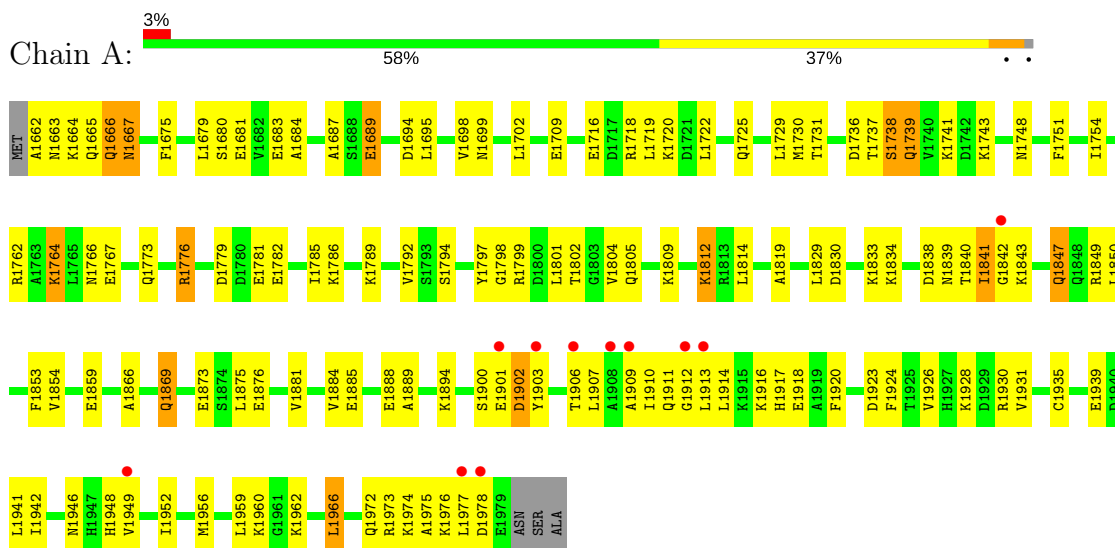 3%
Chain A:
58% 37% • •
MET A1662 N1663 K1664 Q1665 Q1666 N1667 F1675 L1679 S1680 E1681 V1682 E1683 A1684 A1687 S1688 E1689 D1694 L1695 V1698 N1699 L1702 E1709 E1716 D1717 R1718 L1719 K1720 D1721 L1722 Q1725 L1729 M1730 T1731 D1736 T1737 S1738 Q1739 V1740 K1741 D1742 K1743 N1748 F1751 I1754
R1762 A1763 K1764 L1765 N1766 E1767 Q1773 R1776 D1779 D1780 E1781 E1782 I1785 K1786 K1789 V1792 S1793 S1794 Y1797 G1798 R1799 D1800 L1801 T1802 G1803 V1804 Q1805 K1809 K1812 R1813 L1814 A1819 L1829 D1830 K1833 K1834 D1838 N1839 T1840 I1841 G1842 K1843 Q1847 Q1848 R1849 L1850
F1853 V1854 E1859 A1866 Q1869 E1873 S1874 L1875 E1876 V1881 V1884 E1885 E1888 A1889 K1894 S1900 E1901 D1902 Y1903 T1906 L1907 A1908 A1909 I1910 Q1911 G1912 L1913 L1914 K1915 K1916 H1917 E1918 A1919 F1920 D1923 F1924 T1925 V1926 H1927 K1928 D1929 R1930 V1931 C1935 E1939 D1940
L1941 I1942 N1946 H1947 H1948 V1949 I1952 M1956 L1959 K1960 G1961 K1962 L1966 Q1972 R1973 K1974 A1975 K1976 L1977 D1978 E1979 ASN SER ALA